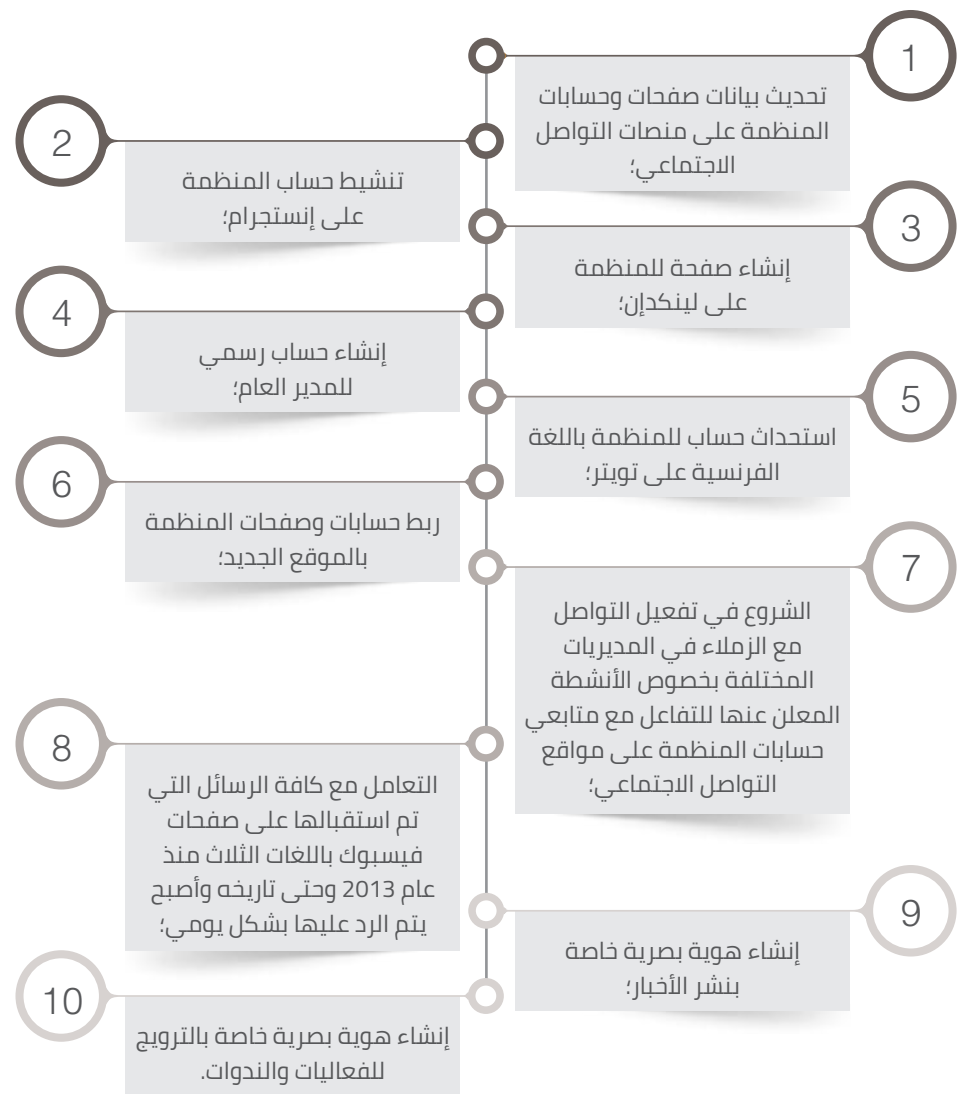 1
تحديث بيانات صفحات وحسابات
المنظمة على منصات التواصل
الاجتماعي؛
2
تنشيط حساب المنظمة
على إنستجرام؛
3
إنشاء صفحة للمنظمة
على لينكدإن؛
4
إنشاء حساب رسمي
للمدير العام؛
5
استحداث حساب للمنظمة باللغة
الفرنسية على تويتر؛
6
ربط حسابات وصفحات المنظمة
بالموقع الجديد؛
7
الشروع في تفعيل التواصل
مع الزملاء في المديريات
المختلفة بخصوص الأنشطة
المعلن عنها للتفاعل مع متابعي
حسابات المنظمة على مواقع
التواصل الاجتماعي؛
8
التعامل مع كافة الرسائل التي
تم استقبالها على صفحات
فيسبوك باللغات الثلاث منذ
عام 2013 وحتى تاريخه وأصبح
يتم الرد عليها بشكل يومي؛
9
إنشاء هوية بصرية خاصة
بنشر الأخبار؛
10
إنشاء هوية بصرية خاصة بالترويج
للفعاليات والندوات.